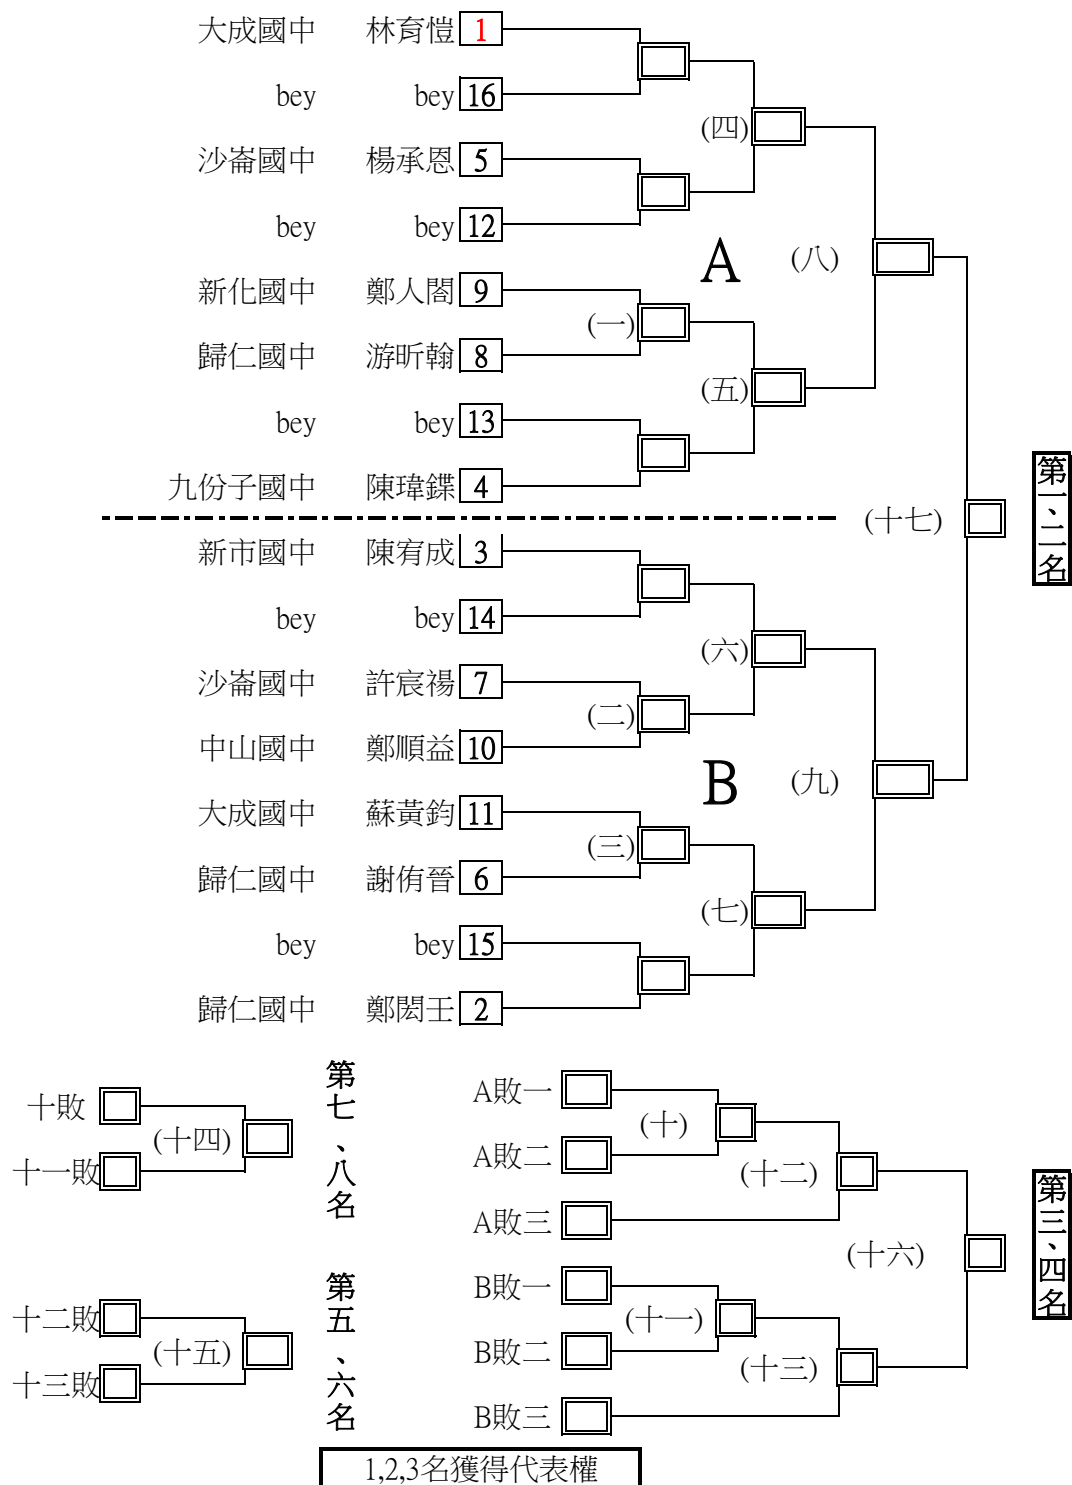 大成國中 林育愷 1
bey bey 16
(四)
沙崙國中 楊承恩 5
bey bey 12
A (八)
新化國中 鄭人閤 9
(一)
歸仁國中 游昕翰 8
(五)
bey bey 13
九份子國中 陳瑋鍱 4
第一、二名
(十七)
新市國中 陳宥成 3
bey bey 14
(六)
沙崙國中 許宸禓 7
(二)
中山國中 鄭順益 10
B (九)
大成國中 蘇黃鈞 11
(三)
歸仁國中 謝侑晉 6
(七)
bey bey 15
歸仁國中 鄭閎壬 2
十敗
(十四)
十一敗
第七、八名
十二敗
(十五)
十三敗
第五、六名
A敗一
(十)
A敗二
(十二)
A敗三
(十六)
B敗一
(十一)
B敗二
(十三)
B敗三
第三、四名
1,2,3名獲得代表權